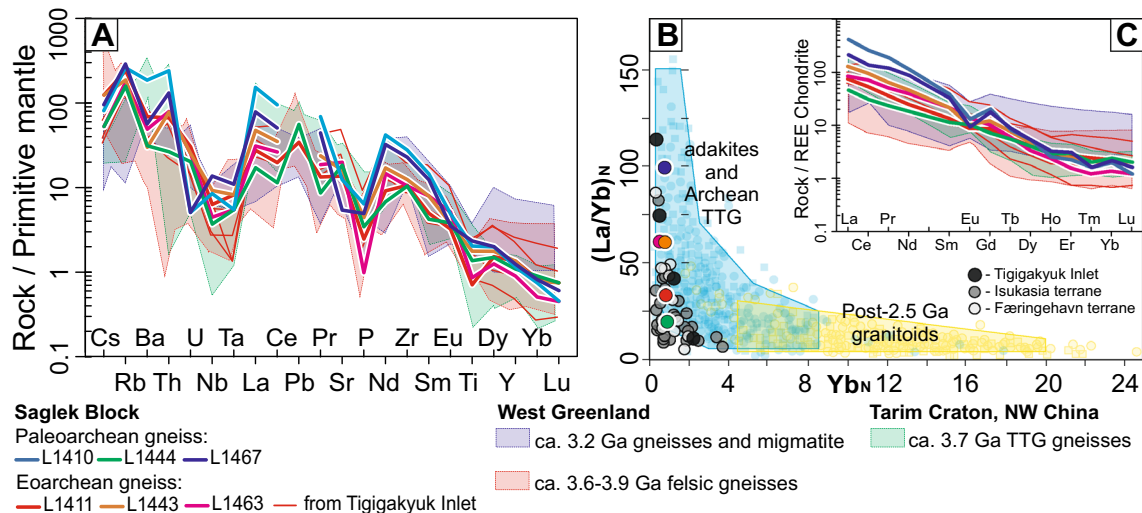 A
Rock / Primitive mantle
1000
100
10
1
0.1
Cs Ba Th U Ta La Ce Pb Pr P Zr Eu Dy Yb
Rb Th Nb La Pb Sr Nd Sm Ti Y Lu
B
(La/Yb)N
150
100
50
0
adakites
and
Archean
TTG
Post-2.5 Ga
granitoids
0 4 8 YbN 12 16 20 24
C
Rock / REE Chondrite
100
10
1
0.1
La Pr Eu Tb Ho Tm Lu
Ce Nd Sm Gd Dy Er Yb
- Tigigakyuk Inlet
- Isukasia terrane
- Færingehavn terrane
Saglek Block
Paleoarchean gneiss:
L1410 L1444 L1467
Eoarchean gneiss:
L1411 L1443 L1463 from Tigigakyuk Inlet
West Greenland
ca. 3.2 Ga gneisses and migmatite
ca. 3.6-3.9 Ga felsic gneisses
Tarim Craton, NW China
ca. 3.7 Ga TTG gneisses